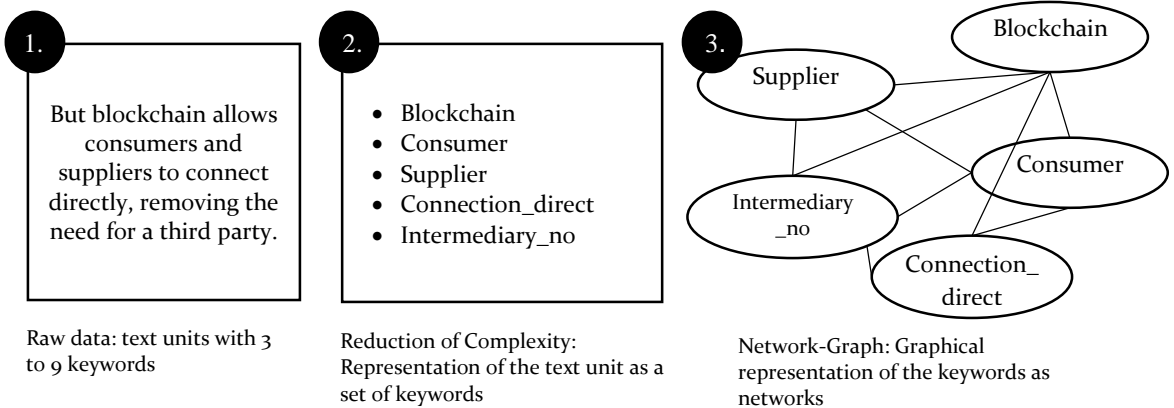 1.
But blockchain allows
consumers and
suppliers to connect
directly, removing the
need for a third party.
Raw data: text units with 3
to 9 keywords
2.
• Blockchain
• Consumer
• Supplier
• Connection_direct
• Intermediary_no
Reduction of Complexity:
Representation of the text unit as a
set of keywords
3.
Blockchain
Supplier
Consumer
Intermediary
_no
Connection_
direct
Network-Graph: Graphical
representation of the keywords as
networks